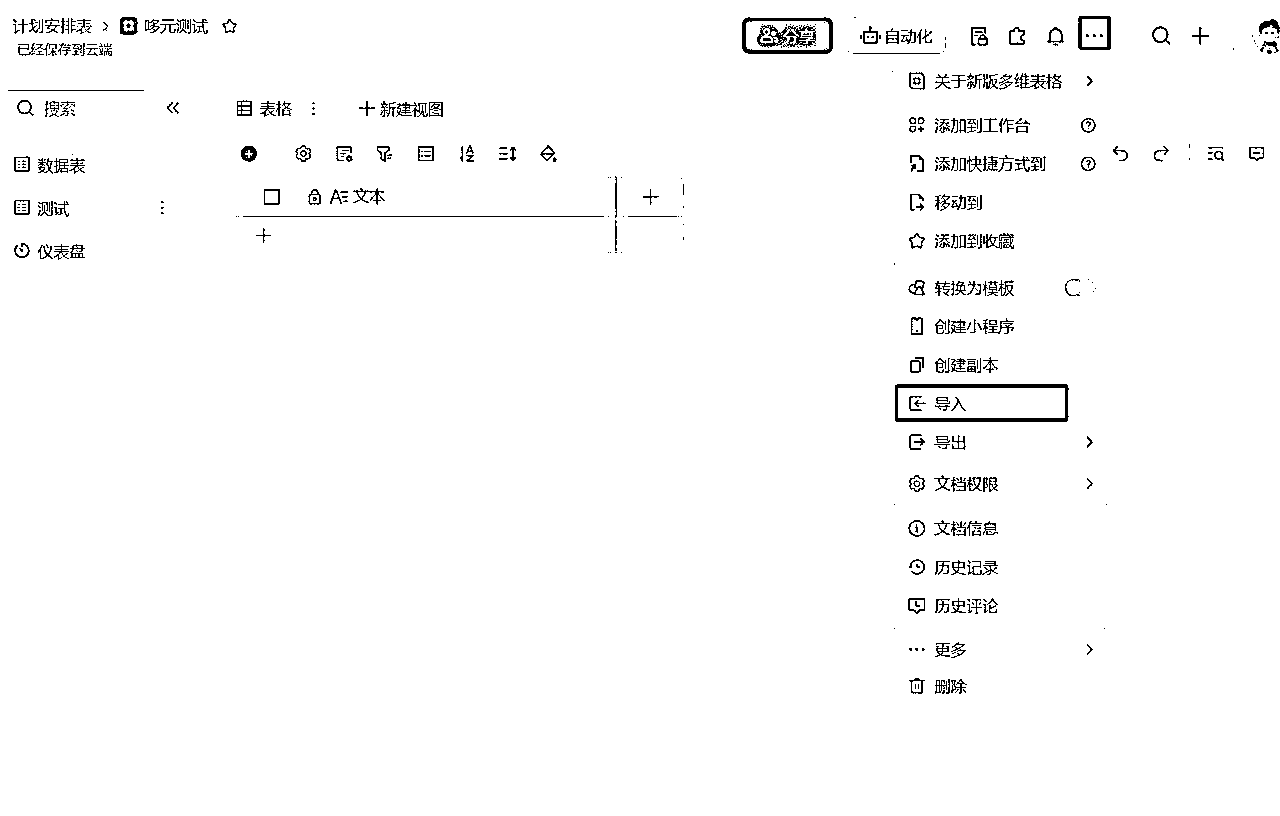 计划安排表 > 哆元测试
已经保存到云端
分享
自动化
搜索
表格
新建视图
数据表
测试
仪表盘
A 文本
关于新版多维表格
添加到工作台
添加快捷方式到
移动到
添加到收藏
转换为模板
创建小程序
创建副本
导入
导出
文档权限
文档信息
历史记录
历史评论
更多
删除